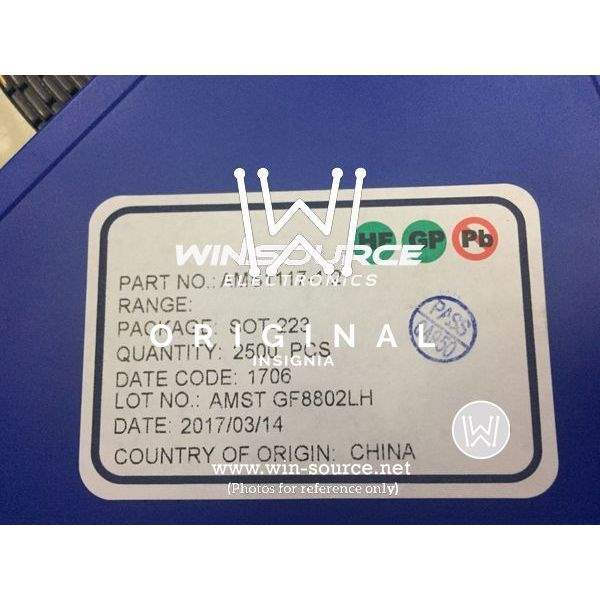 WINSOURCE
ELECTRONICS
HF GP Pb
PART NO.:
RANGE:
PACKAGE: SOT-223
ORIGINAL
INSIGNIA
QUANTITY: 2500 PCS
PASS
DATE CODE: 1706
LOT NO.: AMST GF8802LH
DATE: 2017/03/14
COUNTRY OF ORIGIN: CHINA
www.win-source.net
(Photos for reference only)